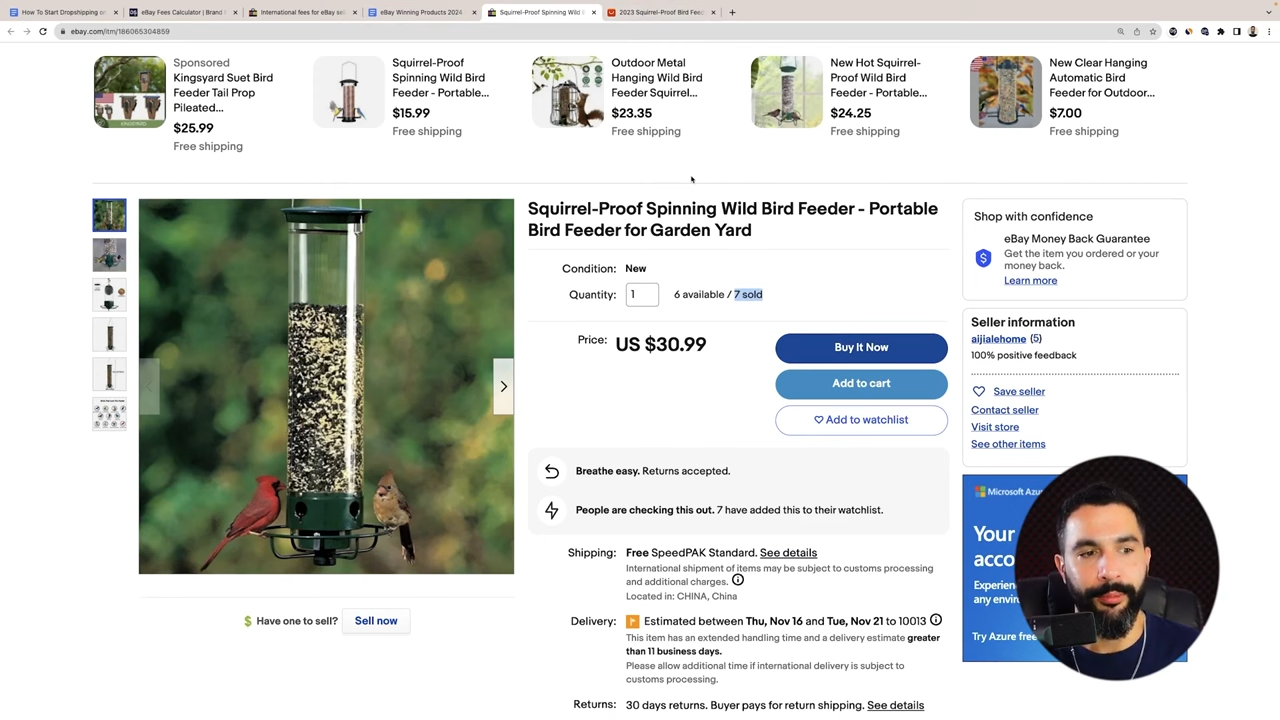 How To Start Dropshipping on
eBay Fees Calculator | Brand
International fees for eBay sel
eBay Winning Products 2024
Squirrel-Proof Spinning Wild B
2023 Squirrel-Proof Bird Feed
ebay.com/itm/186065304859
Sponsored
Kingsyard Suet Bird
Feeder Tail Prop
Pileated...
$25.99
Free shipping
Squirrel-Proof
Spinning Wild Bird
Feeder - Portable...
$15.99
Free shipping
Outdoor Metal
Hanging Wild Bird
Feeder Squirrel...
$23.35
Free shipping
New Hot Squirrel-
Proof Wild Bird
Feeder - Portable...
$24.25
Free shipping
New Clear Hanging
Automatic Bird
Feeder for Outdoor...
$7.00
Free shipping
Squirrel-Proof Spinning Wild Bird Feeder - Portable
Bird Feeder for Garden Yard
Condition: New
Quantity: 1 6 available / 7 sold
Price: US $30.99
Buy It Now
Add to cart
Add to watchlist
Breathe easy. Returns accepted.
People are checking this out. 7 have added this to their watchlist.
Shipping: Free SpeedPAK Standard. See details
International shipment of items may be subject to customs processing
and additional charges.
Located in: CHINA, China
Delivery: Estimated between Thu, Nov 16 and Tue, Nov 21 to 10013
This item has an extended handling time and a delivery estimate greater
than 11 business days.
Please allow additional time if international delivery is subject to
customs processing.
Returns: 30 days returns. Buyer pays for return shipping. See details
$ Have one to sell? Sell now
Shop with confidence
eBay Money Back Guarantee
Get the item you ordered or your
money back.
Learn more
Seller information
aijialehome (5)
100% positive feedback
Save seller
Contact seller
Visit store
See other items
Microsoft Azu
Your
acco
Experien
any enviro
Try Azure free